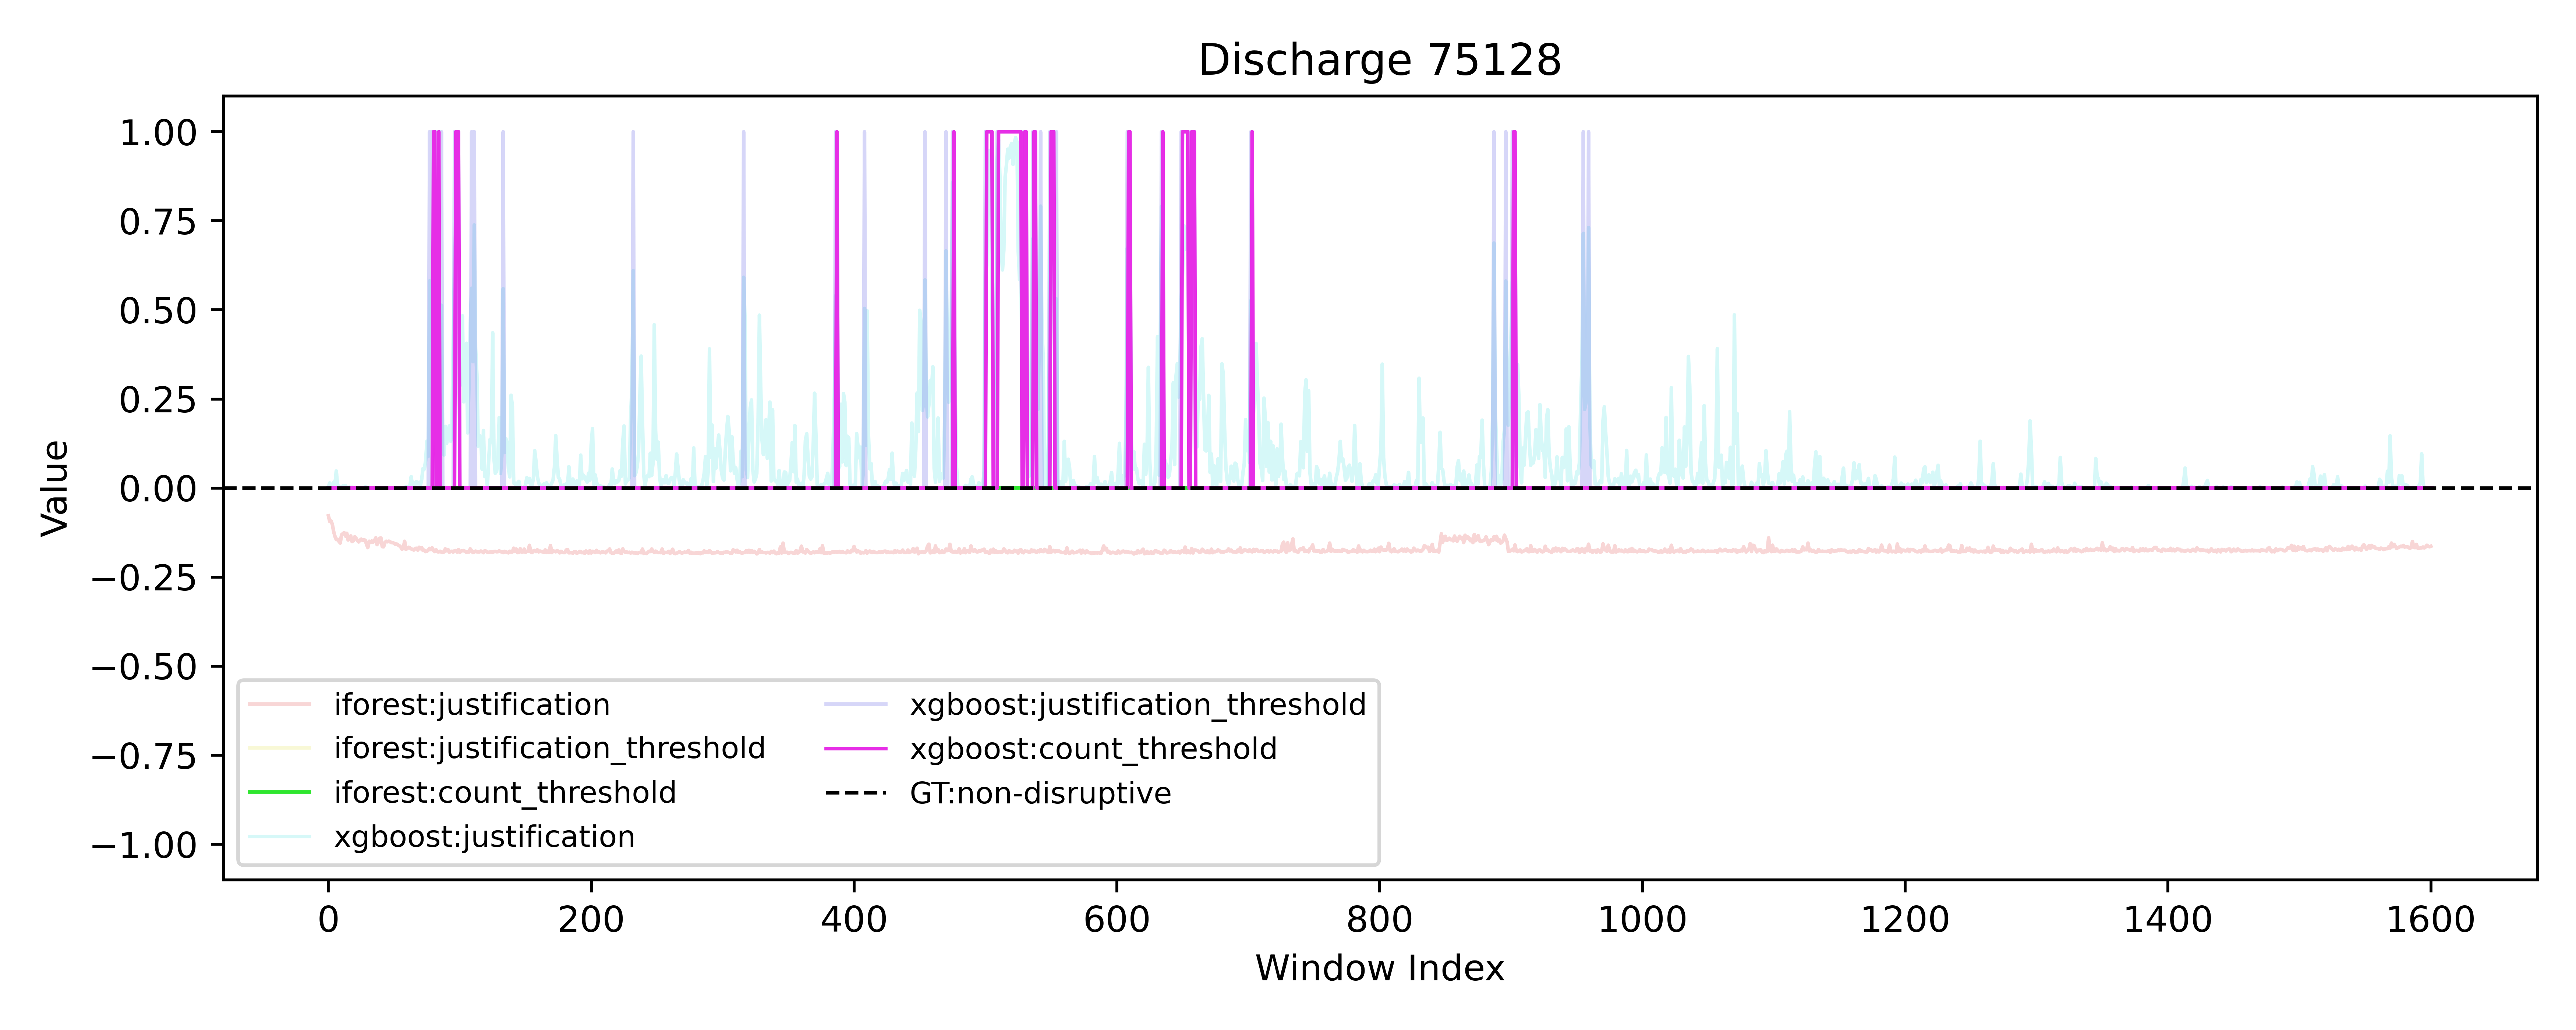 Discharge 75128
1.00
0.75
0.50
0.25
0.00
−0.25
−0.50
−0.75
−1.00
Value
iforest:justification
iforest:justification_threshold
iforest:count_threshold
xgboost:justification
xgboost:justification_threshold
xgboost:count_threshold
GT:non-disruptive
0 200 400 600 800 1000 1200 1400 1600
Window Index